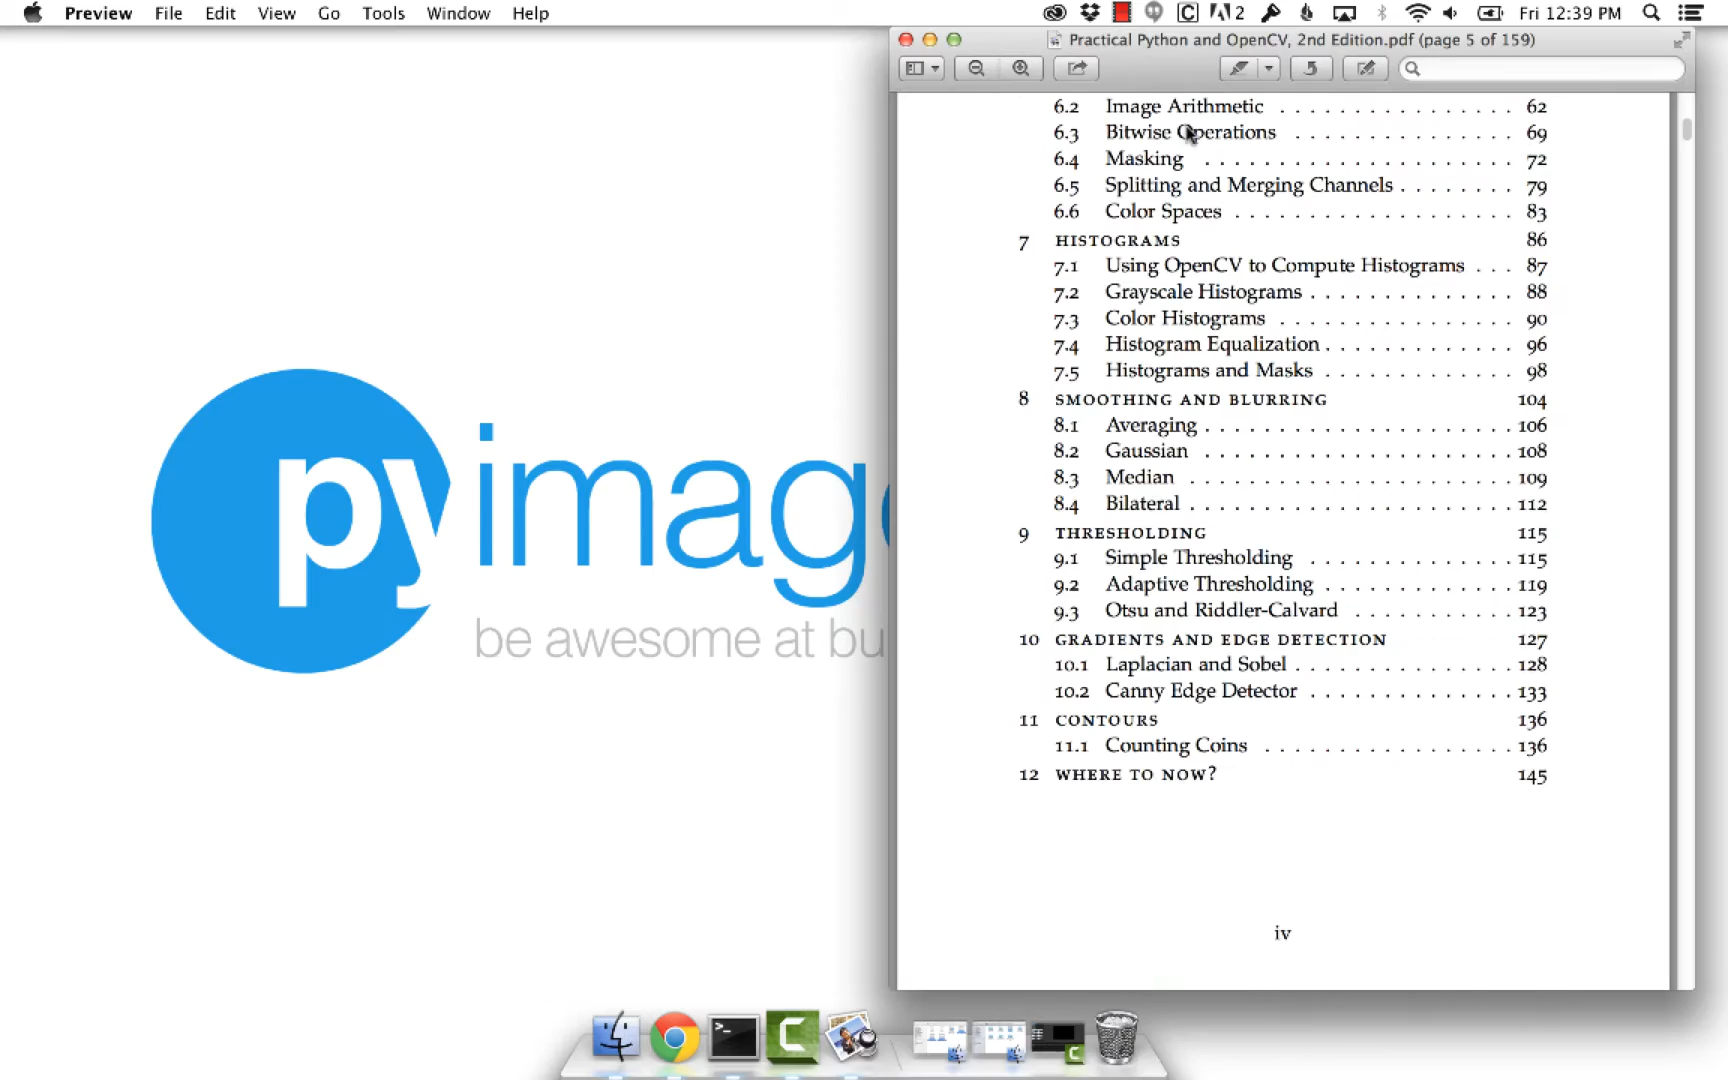 Preview File Edit View Go Tools Window Help 2 Fri 12:39 PM
Practical Python and OpenCV, 2nd Edition.pdf (page 5 of 159)
6.2 Image Arithmetic . . . . . . . . . . . . . . . 62
6.3 Bitwise Operations . . . . . . . . . . . . . . 69
6.4 Masking . . . . . . . . . . . . . . . . . . . . 72
6.5 Splitting and Merging Channels . . . . . . . . 79
6.6 Color Spaces . . . . . . . . . . . . . . . . . . 83
7 HISTOGRAMS 86
7.1 Using OpenCV to Compute Histograms . . . 87
7.2 Grayscale Histograms . . . . . . . . . . . . . 88
7.3 Color Histograms . . . . . . . . . . . . . . . 90
7.4 Histogram Equalization . . . . . . . . . . . . . 96
7.5 Histograms and Masks . . . . . . . . . . . . 98
8 SMOOTHING AND BLURRING 104
8.1 Averaging . . . . . . . . . . . . . . . . . . . . 106
8.2 Gaussian . . . . . . . . . . . . . . . . . . . . 108
8.3 Median . . . . . . . . . . . . . . . . . . . . . 109
8.4 Bilateral . . . . . . . . . . . . . . . . . . . . . 112
9 THRESHOLDING 115
9.1 Simple Thresholding . . . . . . . . . . . . . 115
9.2 Adaptive Thresholding . . . . . . . . . . . . . 119
9.3 Otsu and Riddler-Calvard . . . . . . . . . . 123
10 GRADIENTS AND EDGE DETECTION 127
10.1 Laplacian and Sobel . . . . . . . . . . . . . . 128
10.2 Canny Edge Detector . . . . . . . . . . . . . 133
11 CONTOURS 136
11.1 Counting Coins . . . . . . . . . . . . . . . . 136
12 WHERE TO NOW? 145
iv
pyimage
be awesome at bu